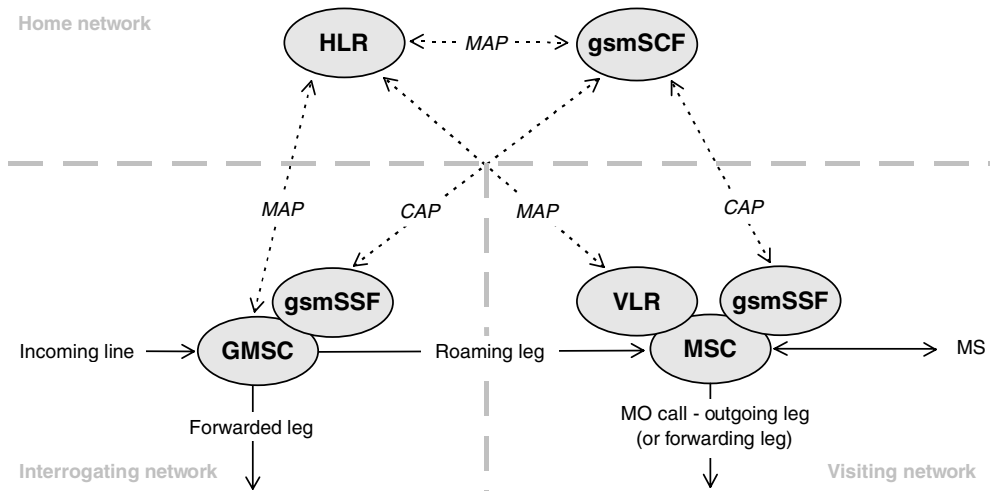 Home network
HLR
MAP
gsmSCF
MAP
CAP
MAP
CAP
gsmSSF
VLR
gsmSSF
Incoming line
GMSC
Roaming leg
MSC
MS
Forwarded leg
MO call - outgoing leg
(or forwarding leg)
Interrogating network
Visiting network